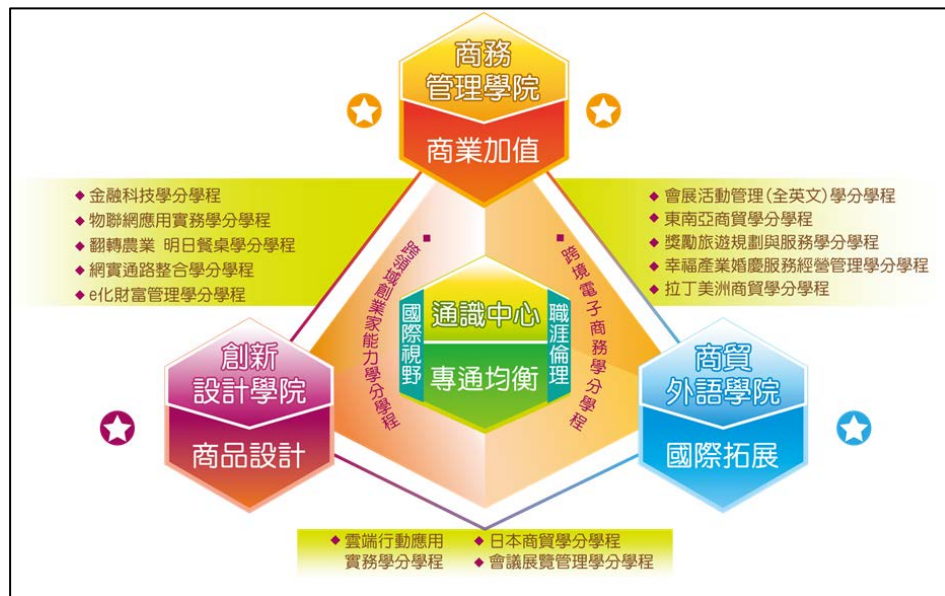 商務
管理學院
商業加值
◆ 金融科技學分學程
◆ 物聯網應用實務學分學程
◆ 翻轉農業 明日餐桌學分學程
◆ 網實通路整合學分學程
◆ e化財富管理學分學程
◆ 會展活動管理(全英文)學分學程
◆ 東南亞商貿學分學程
◆ 獎勵旅遊規劃與服務學分學程
◆ 幸福產業婚慶服務經營管理學分學程
◆ 拉丁美洲商貿學分學程
跨領域創業家能力學分學程
跨境電子商務學分學程
國際視野
通識中心
專通均衡
職涯倫理
創新
設計學院
商品設計
商貿
外語學院
國際拓展
◆ 雲端行動應用
實務學分學程
◆ 日本商貿學分學程
◆ 會議展覽管理學分學程